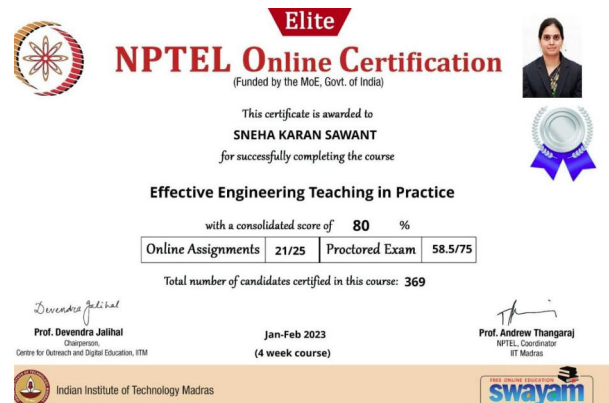 Elite
NPTEL Online Certification
(Funded by the MoE, Govt. of India)
This certificate is awarded to
SNEHA KARAN SAWANT
for successfully completing the course
Effective Engineering Teaching in Practice
with a consolidated score of 80 %
Online Assignments 21/25 Proctored Exam 58.5/75
Total number of candidates certified in this course: 369
Devendra Jalihal
Prof. Devendra Jalihal
Chairperson,
Centre for Outreach and Digital Education, IITM
Jan-Feb 2023
(4 week course)
Prof. Andrew Thangaraj
NPTEL, Coordinator
IIT Madras
Indian Institute of Technology Madras
FREE ONLINE EDUCATION
swayam